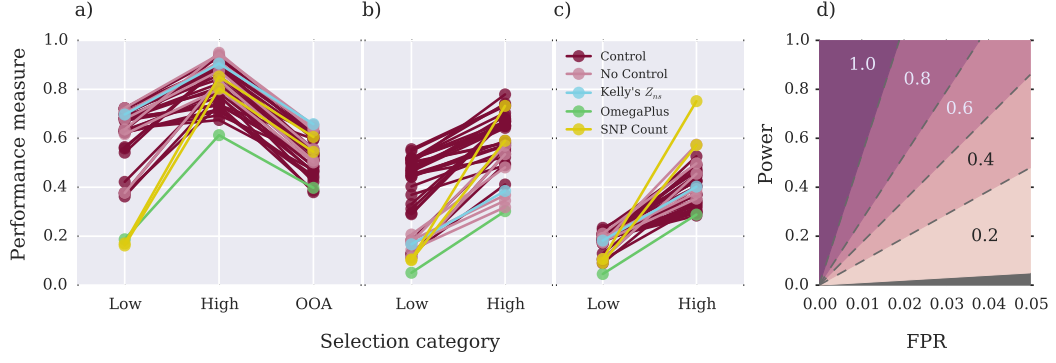 a)
b)
c)
d)
Performance measure
1.0
0.8
0.6
0.4
0.2
0.0
Low
High
OOA
Low
High
Control
No Control
Kelly's Zns
OmegaPlus
SNP Count
Low
High
Selection category
Power
1.0
0.8
0.6
0.4
0.2
0.0
1.0
0.8
0.6
0.4
0.2
0.00
0.01
0.02
0.03
0.04
0.05
FPR